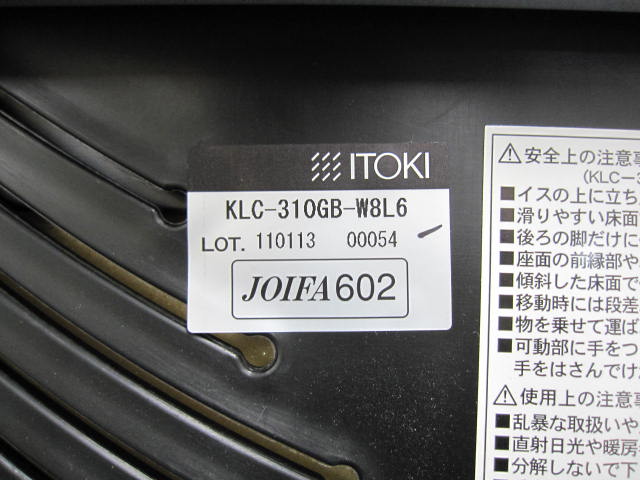 ITOKI
KLC-310GB-W8L6
LOT. 110113 00054
JOIFA602
⚠安全上の注意事
(KLC-3
■イスの上に立ち
■滑りやすい床面
■後ろの脚だけに
■座面の前縁部や
■傾斜した床面で
■移動時には段差
■物を乗せて運ば
■可動部に手をつ
手をはさんでけ
⚠使用上の注意事
■乱暴な取扱いや
■直射日光や暖房
■分解しないで下